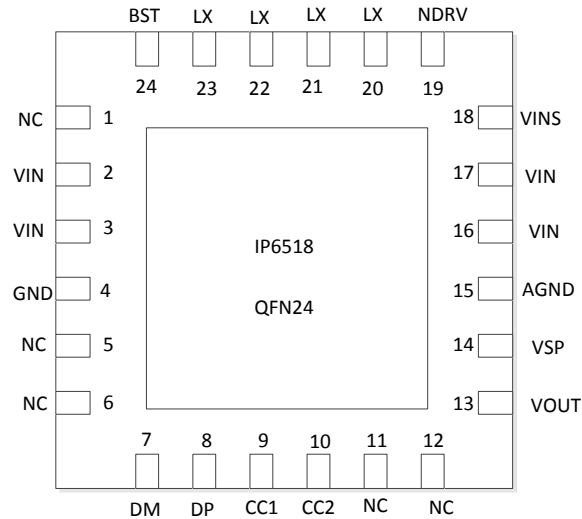 BST LX LX LX LX NDRV
24 23 22 21 20 19
NC 1 18 VINS
VIN 2 17 VIN
VIN 3 16 VIN
IP6518
GND 4 15 AGND
QFN24
NC 5 14 VSP
NC 6 13 VOUT
7 8 9 10 11 12
DM DP CC1 CC2 NC NC